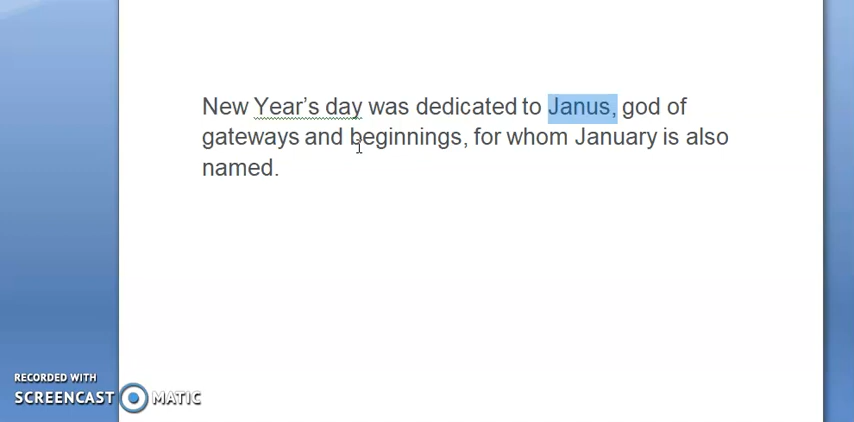 New Year’s day was dedicated to Janus, god of
gateways and beginnings, for whom January is also
named.
RECORDED WITH
SCREENCAST MATIC